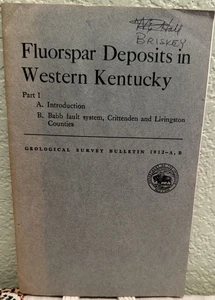 BRISKEY
Fluorspar Deposits in
Western Kentucky
Part 1
A. Introduction
B. Babb fault system, Crittenden and Livingston
Counties
GEOLOGICAL SURVEY BULLETIN 1012-A, B